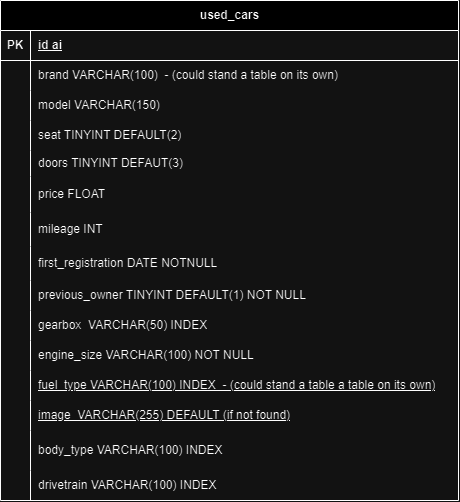 used_cars
PK id ai
brand VARCHAR(100) - (could stand a table on its own)
model VARCHAR(150)
seat TINYINT DEFAULT(2)
doors TINYINT DEFAUT(3)
price FLOAT
mileage INT
first_registration DATE NOTNULL
previous_owner TINYINT DEFAULT(1) NOT NULL
gearbox VARCHAR(50) INDEX
engine_size VARCHAR(100) NOT NULL
fuel_type VARCHAR(100) INDEX - (could stand a table a table on its own)
image VARCHAR(255) DEFAULT (if not found)
body_type VARCHAR(100) INDEX
drivetrain VARCHAR(100) INDEX